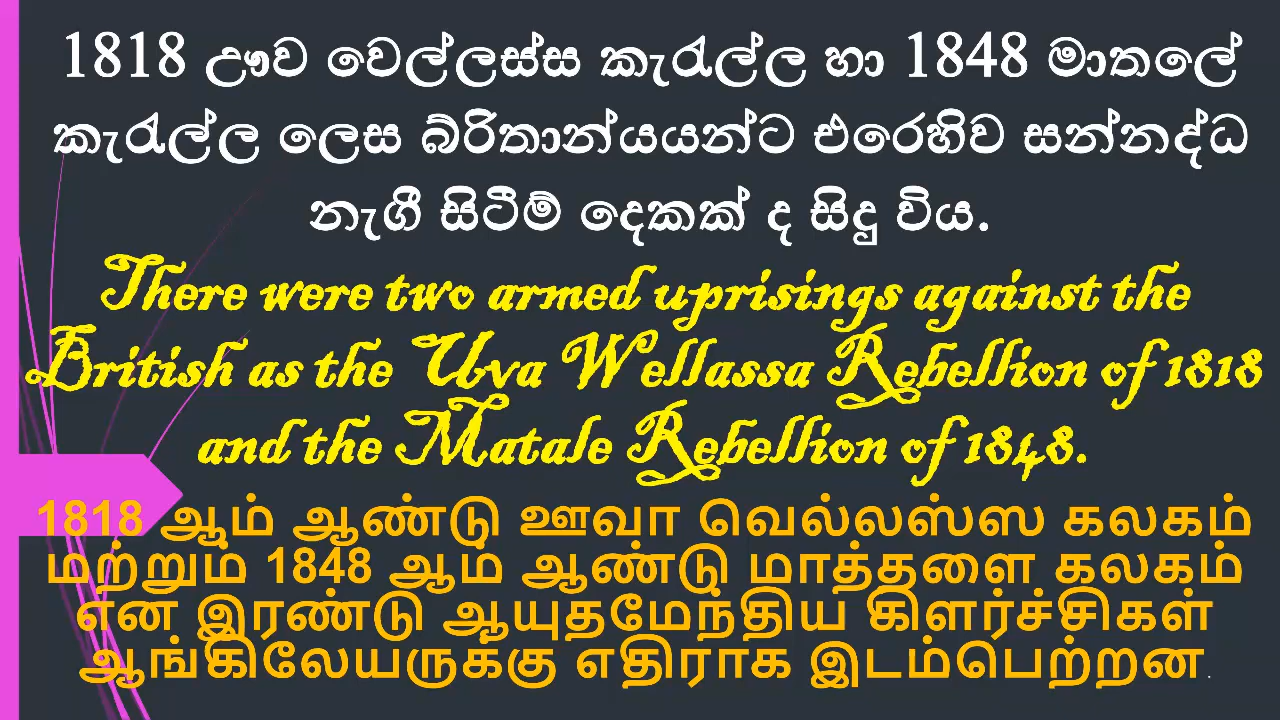 1818 ඌව වෙල්ලස්ස කැරැල්ල හා 1848 මාතලේ
කැරැල්ල ලෙස බ්‍රිතාන්යයන්ට එරෙහිව සන්නද්ධ
නැගී සිටීම් දෙකක් ද සිදු විය.
There were two armed uprisings against the
British as the Uva Wellassa Rebellion of 1818
and the Matale Rebellion of 1848.
1818 ஆம் ஆண்டு ஊவா வெல்லஸ்ஸ கலகம்
மற்றும் 1848 ஆம் ஆண்டு மாத்தளை கலகம்
என இரண்டு ஆயுதமேந்திய கிளர்ச்சிகள்
ஆங்கிலேயருக்கு எதிராக இடம்பெற்றன.